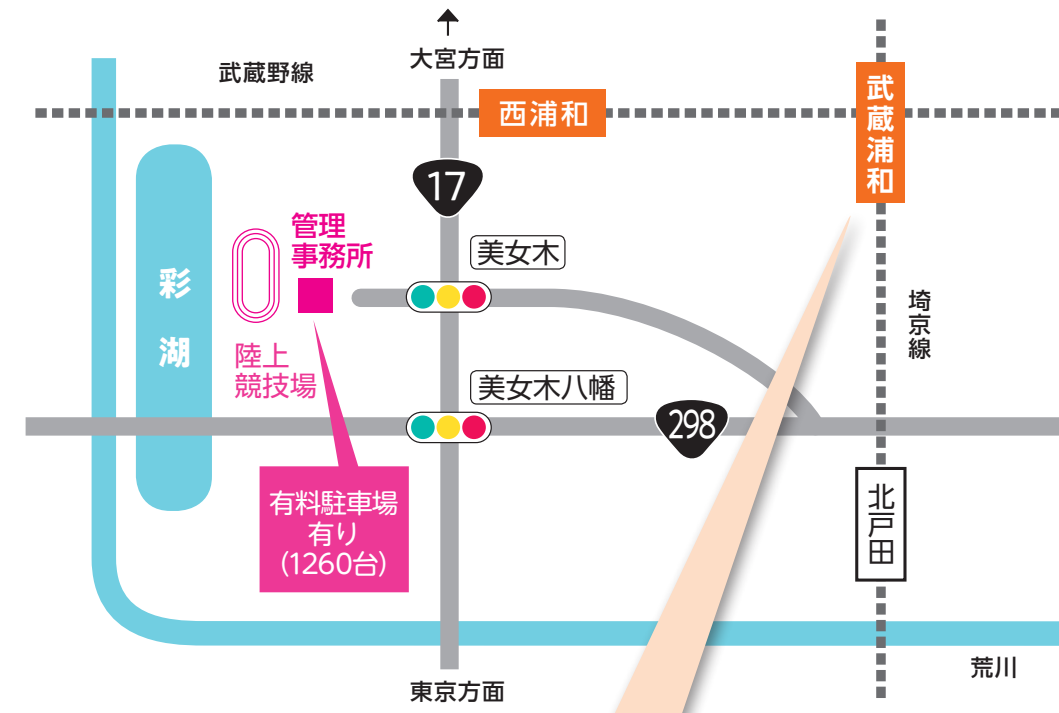 大宮方面
武蔵野線
西浦和
武蔵浦和
17
管理
事務所
美女木
彩湖
埼京線
陸上
競技場
美女木八幡
298
有料駐車場
有り
(1260台)
北戸田
荒川
東京方面